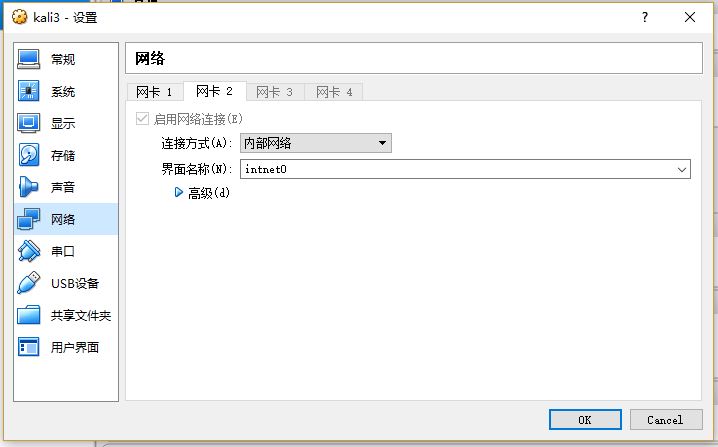 kali3 - 设置
?
常规
系统
显示
存储
声音
网络
串口
USB设备
共享文件夹
用户界面
网络
网卡 1 网卡 2 网卡 3 网卡 4
启用网络连接(E)
连接方式(A): 内部网络
界面名称(N): intnet0
高级(d)
OK Cancel